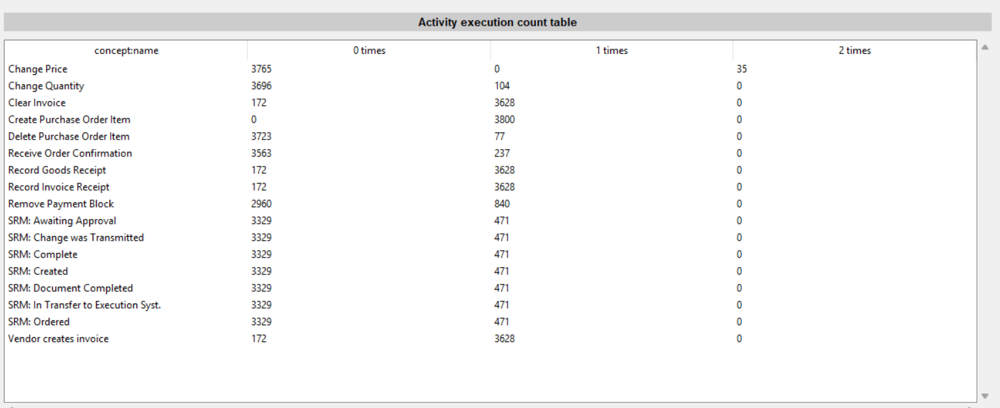 Activity execution count table
concept:name 0 times 1 times 2 times
Change Price 3765 0 35
Change Quantity 3696 104 0
Clear Invoice 172 3628 0
Create Purchase Order Item 0 3800 0
Delete Purchase Order Item 3723 77 0
Receive Order Confirmation 3563 237 0
Record Goods Receipt 172 3628 0
Record Invoice Receipt 172 3628 0
Remove Payment Block 2960 840 0
SRM: Awaiting Approval 3329 471 0
SRM: Change was Transmitted 3329 471 0
SRM: Complete 3329 471 0
SRM: Created 3329 471 0
SRM: Document Completed 3329 471 0
SRM: In Transfer to Execution Syst. 3329 471 0
SRM: Ordered 3329 471 0
Vendor creates invoice 172 3628 0